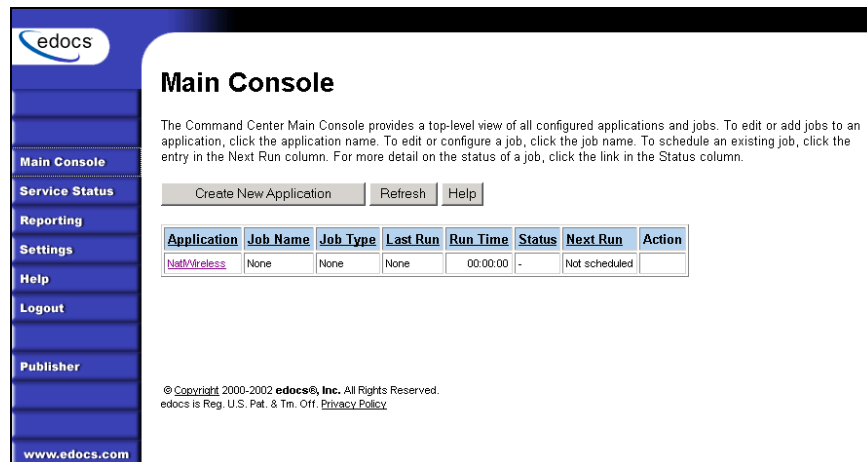 edocs
Main Console
The Command Center Main Console provides a top-level view of all configured applications and jobs. To edit or add jobs to an
application, click the application name. To edit or configure a job, click the job name. To schedule an existing job, click the
entry in the Next Run column. For more detail on the status of a job, click the link in the Status column.
Main Console
Service Status
Reporting
Settings
Help
Logout
Publisher
www.edocs.com
Create New Application Refresh Help
Application Job Name Job Type Last Run Run Time Status Next Run Action
NatlWireless None None None 00:00:00 - Not scheduled
© Copyright 2000-2002 edocs®, Inc. All Rights Reserved.
edocs is Reg. U.S. Pat. & Tm. Off. Privacy Policy